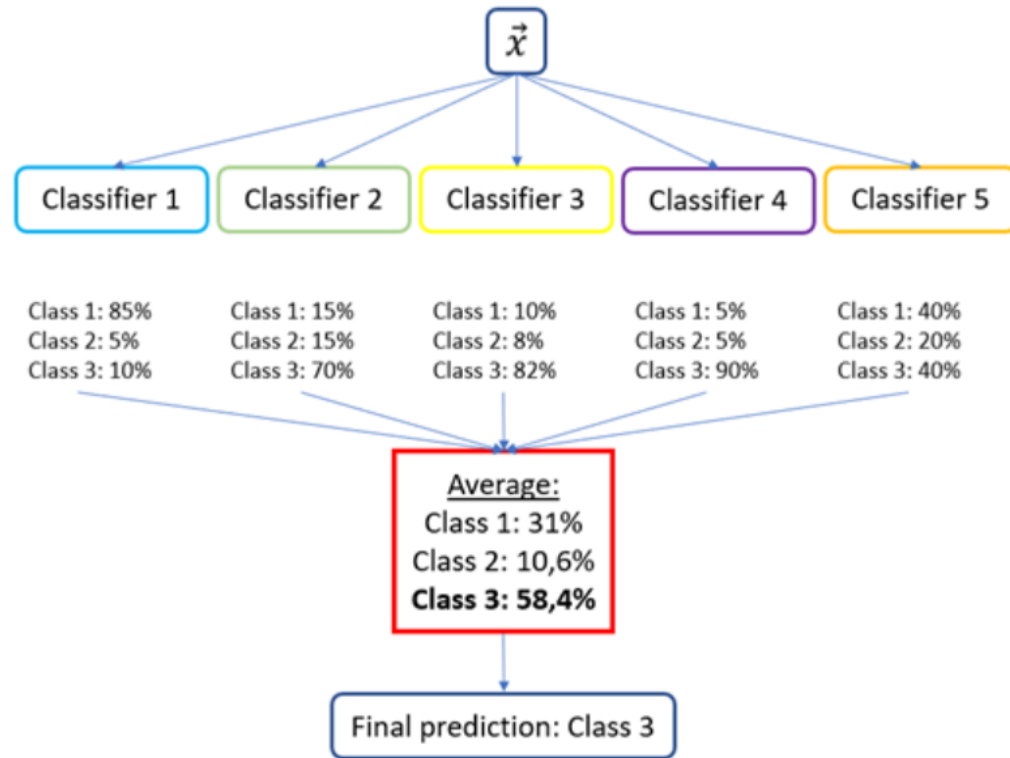 x⃗
Classifier 1
Classifier 2
Classifier 3
Classifier 4
Classifier 5
Class 1: 85%
Class 2: 5%
Class 3: 10%
Class 1: 15%
Class 2: 15%
Class 3: 70%
Class 1: 10%
Class 2: 8%
Class 3: 82%
Class 1: 5%
Class 2: 5%
Class 3: 90%
Class 1: 40%
Class 2: 20%
Class 3: 40%
Average:
Class 1: 31%
Class 2: 10,6%
Class 3: 58,4%
Final prediction: Class 3